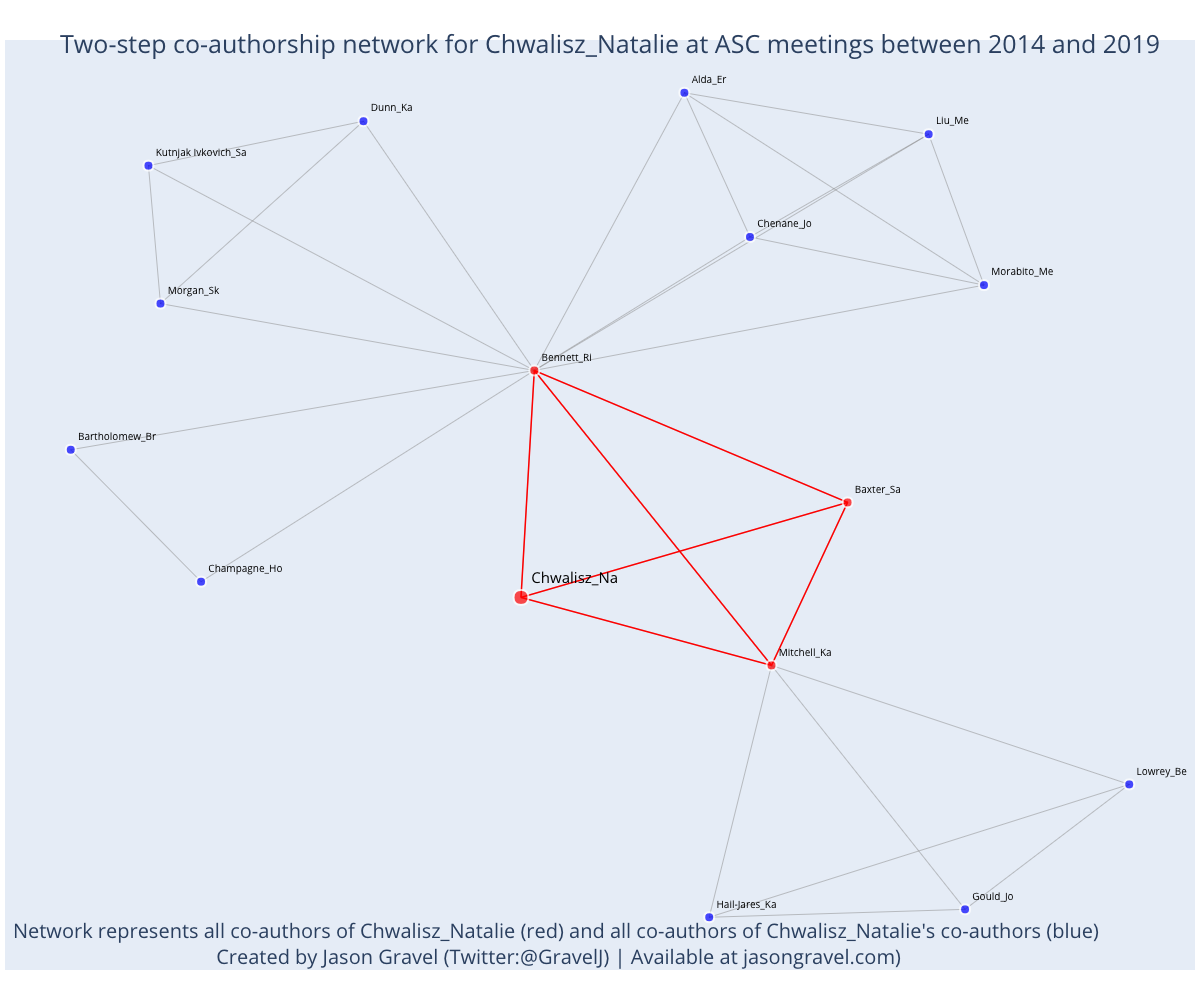 Two-step co-authorship network for Chwalisz_Natalie at ASC meetings between 2014 and 2019
Alda_Er
Dunn_Ka
Liu_Me
Kutnjak Ivkovich_Sa
Chenane_Jo
Morabito_Me
Morgan_Sk
Bennett_Ri
Bartholomew_Br
Baxter_Sa
Champagne_Ho
Chwalisz_Na
Mitchell_Ka
Lowrey_Be
Gould_Jo
Hail-Jares_Ka
Network represents all co-authors of Chwalisz_Natalie (red) and all co-authors of Chwalisz_Natalie's co-authors (blue)
Created by Jason Gravel (Twitter:@GravelJ) | Available at jasongravel.com)